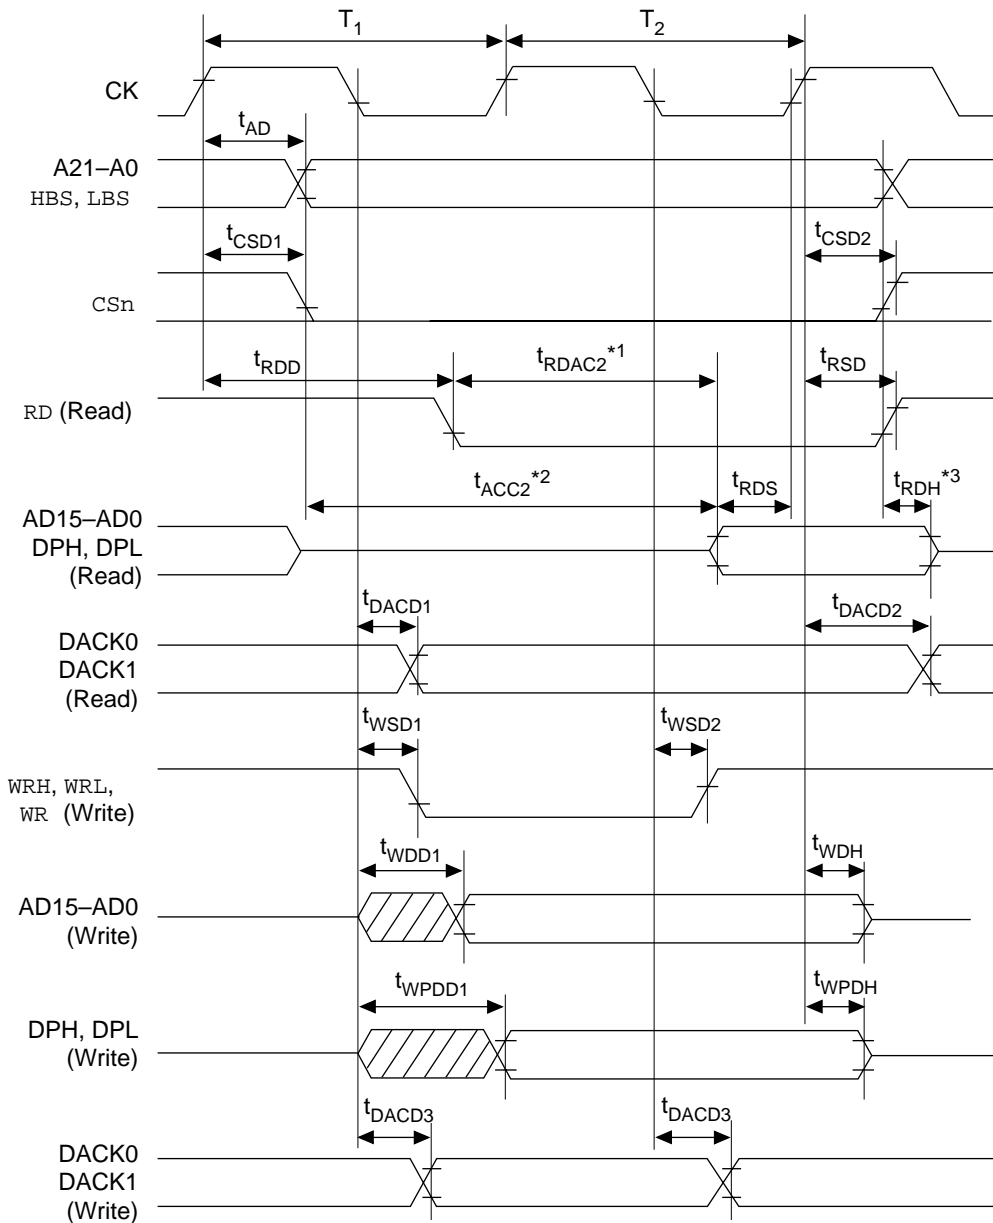 T1 T2
CK
tAD
A21–A0
HBS, LBS
tCSD1 tCSD2
CSn
tRDD tRDAC2*1 tRSD
RD (Read)
tACC2*2 tRDS tRDH*3
AD15–AD0
DPH, DPL
(Read)
tDACD1 tDACD2
DACK0
DACK1
(Read)
tWSD1 tWSD2
WRH, WRL,
WR (Write)
tWDD1 tWDH
AD15–AD0
(Write)
tWPDD1 tWPDH
DPH, DPL
(Write)
tDACD3 tDACD3
DACK0
DACK1
(Write)